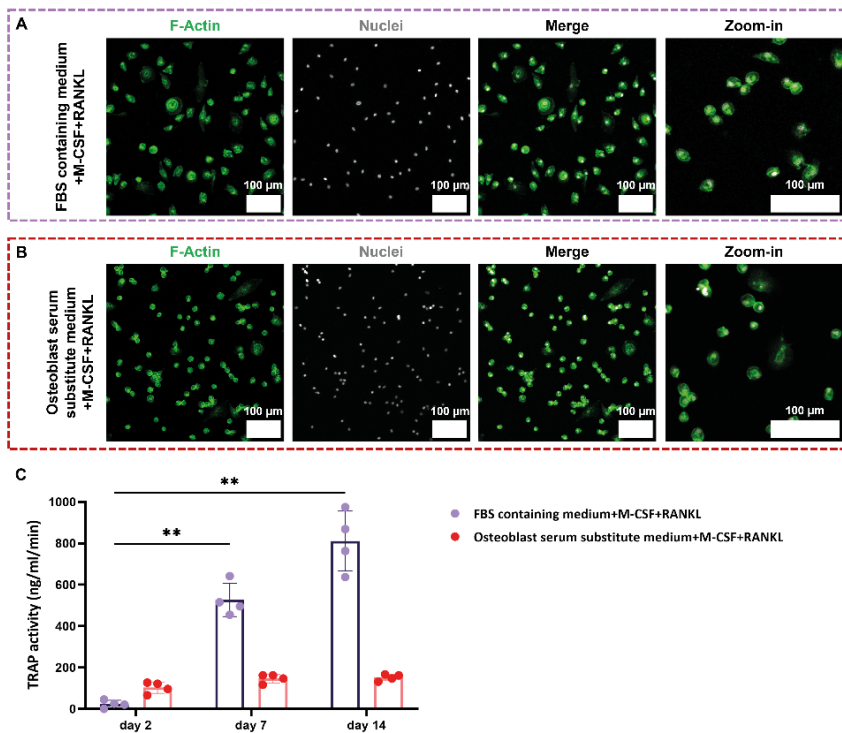 A
F-Actin
Nuclei
Merge
Zoom-in
FBS containing medium
+M-CSF+RANKL
100 µm
100 µm
100 µm
100 µm
B
F-Actin
Nuclei
Merge
Zoom-in
Osteoblast serum
substitute medium
+M-CSF+RANKL
100 µm
100 µm
100 µm
100 µm
C
TRAP activity (ng/ml/min)
1000
800
600
400
200
0
**
**
day 2
day 7
day 14
FBS containing medium+M-CSF+RANKL
Osteoblast serum substitute medium+M-CSF+RANKL